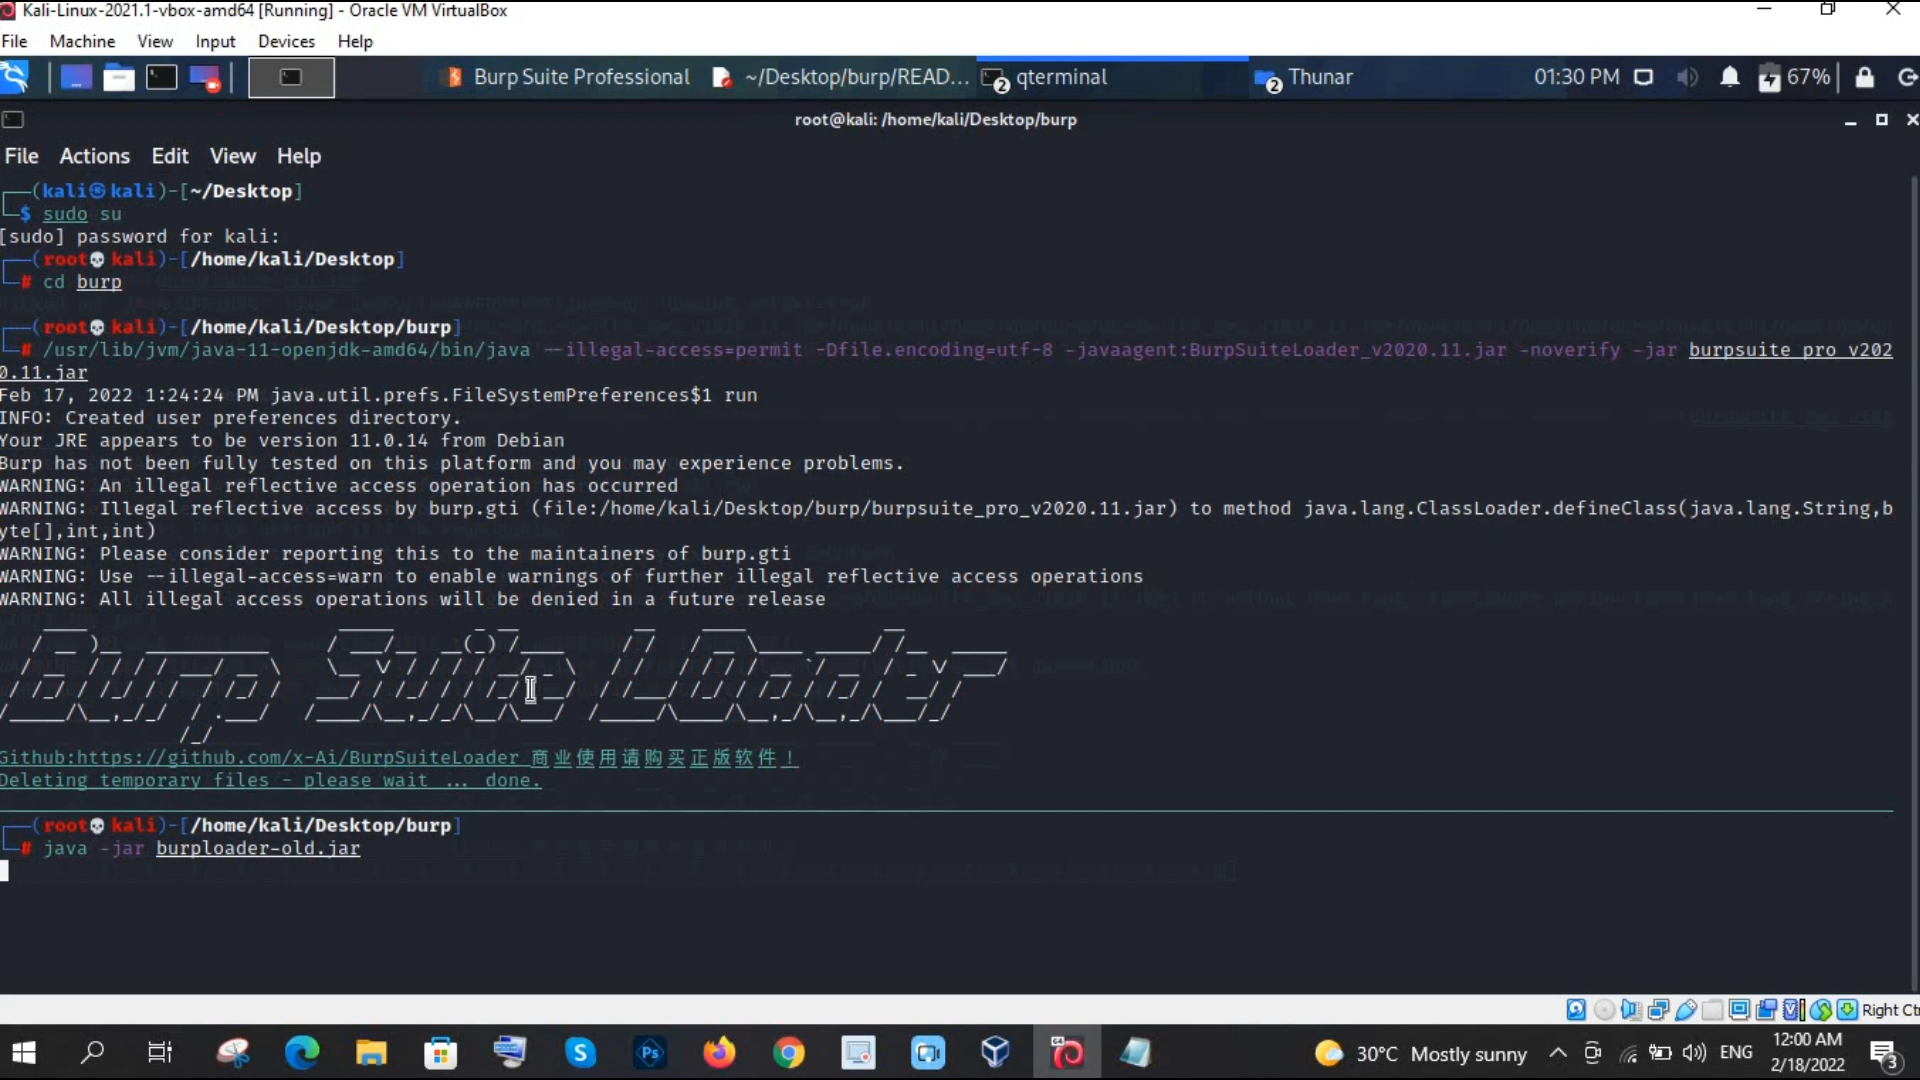 Kali-Linux-2021.1-vbox-amd64 [Running] - Oracle VM VirtualBox
File Machine View Input Devices Help
Burp Suite Professional ~/Desktop/burp/READ... 2 qterminal 2 Thunar 01:30 PM 67%
root@kali: /home/kali/Desktop/burp
File Actions Edit View Help
(kali㉿kali)-[~/Desktop]
$ sudo su
[sudo] password for kali:
(root💀kali)-[/home/kali/Desktop]
# cd burp
(root💀kali)-[/home/kali/Desktop/burp]
# /usr/lib/jvm/java-11-openjdk-amd64/bin/java --illegal-access=permit -Dfile.encoding=utf-8 -javaagent:BurpSuiteLoader_v2020.11.jar -noverify -jar burpsuite_pro_v202
0.11.jar
Feb 17, 2022 1:24:24 PM java.util.prefs.FileSystemPreferences$1 run
INFO: Created user preferences directory.
Your JRE appears to be version 11.0.14 from Debian
Burp has not been fully tested on this platform and you may experience problems.
WARNING: An illegal reflective access operation has occurred
WARNING: Illegal reflective access by burp.gti (file:/home/kali/Desktop/burp/burpsuite_pro_v2020.11.jar) to method java.lang.ClassLoader.defineClass(java.lang.String,b
yte[],int,int)
WARNING: Please consider reporting this to the maintainers of burp.gti
WARNING: Use --illegal-access=warn to enable warnings of further illegal reflective access operations
WARNING: All illegal access operations will be denied in a future release
Burp Suite LOader
Github:https://github.com/x-Ai/BurpSuiteLoader 商业使用请购买正版软件！
Deleting temporary files - please wait ... done.
(root💀kali)-[/home/kali/Desktop/burp]
# java -jar burploader-old.jar
Right Ct
30°C Mostly sunny ENG 12:00 AM
2/18/2022 3